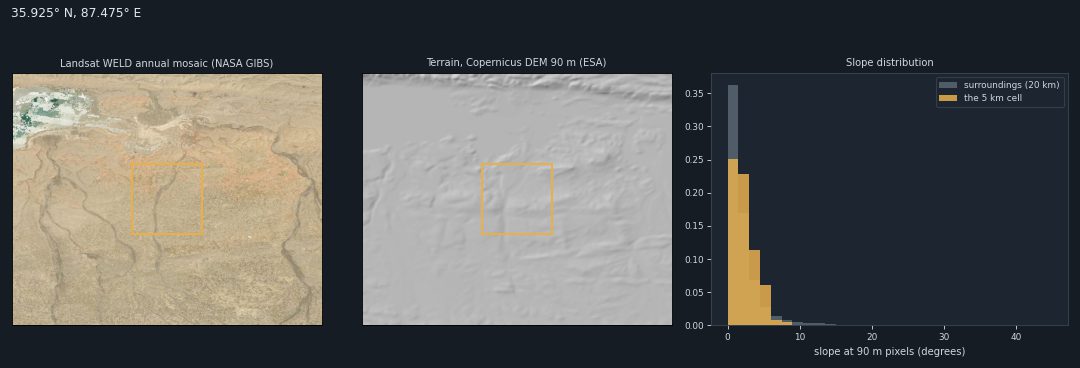 35.925° N, 87.475° E
Landsat WELD annual mosaic (NASA GIBS)
Terrain, Copernicus DEM 90 m (ESA)
Slope distribution
surroundings (20 km)
the 5 km cell
0.35
0.30
0.25
0.20
0.15
0.10
0.05
0.00
0 10 20 30 40
slope at 90 m pixels (degrees)